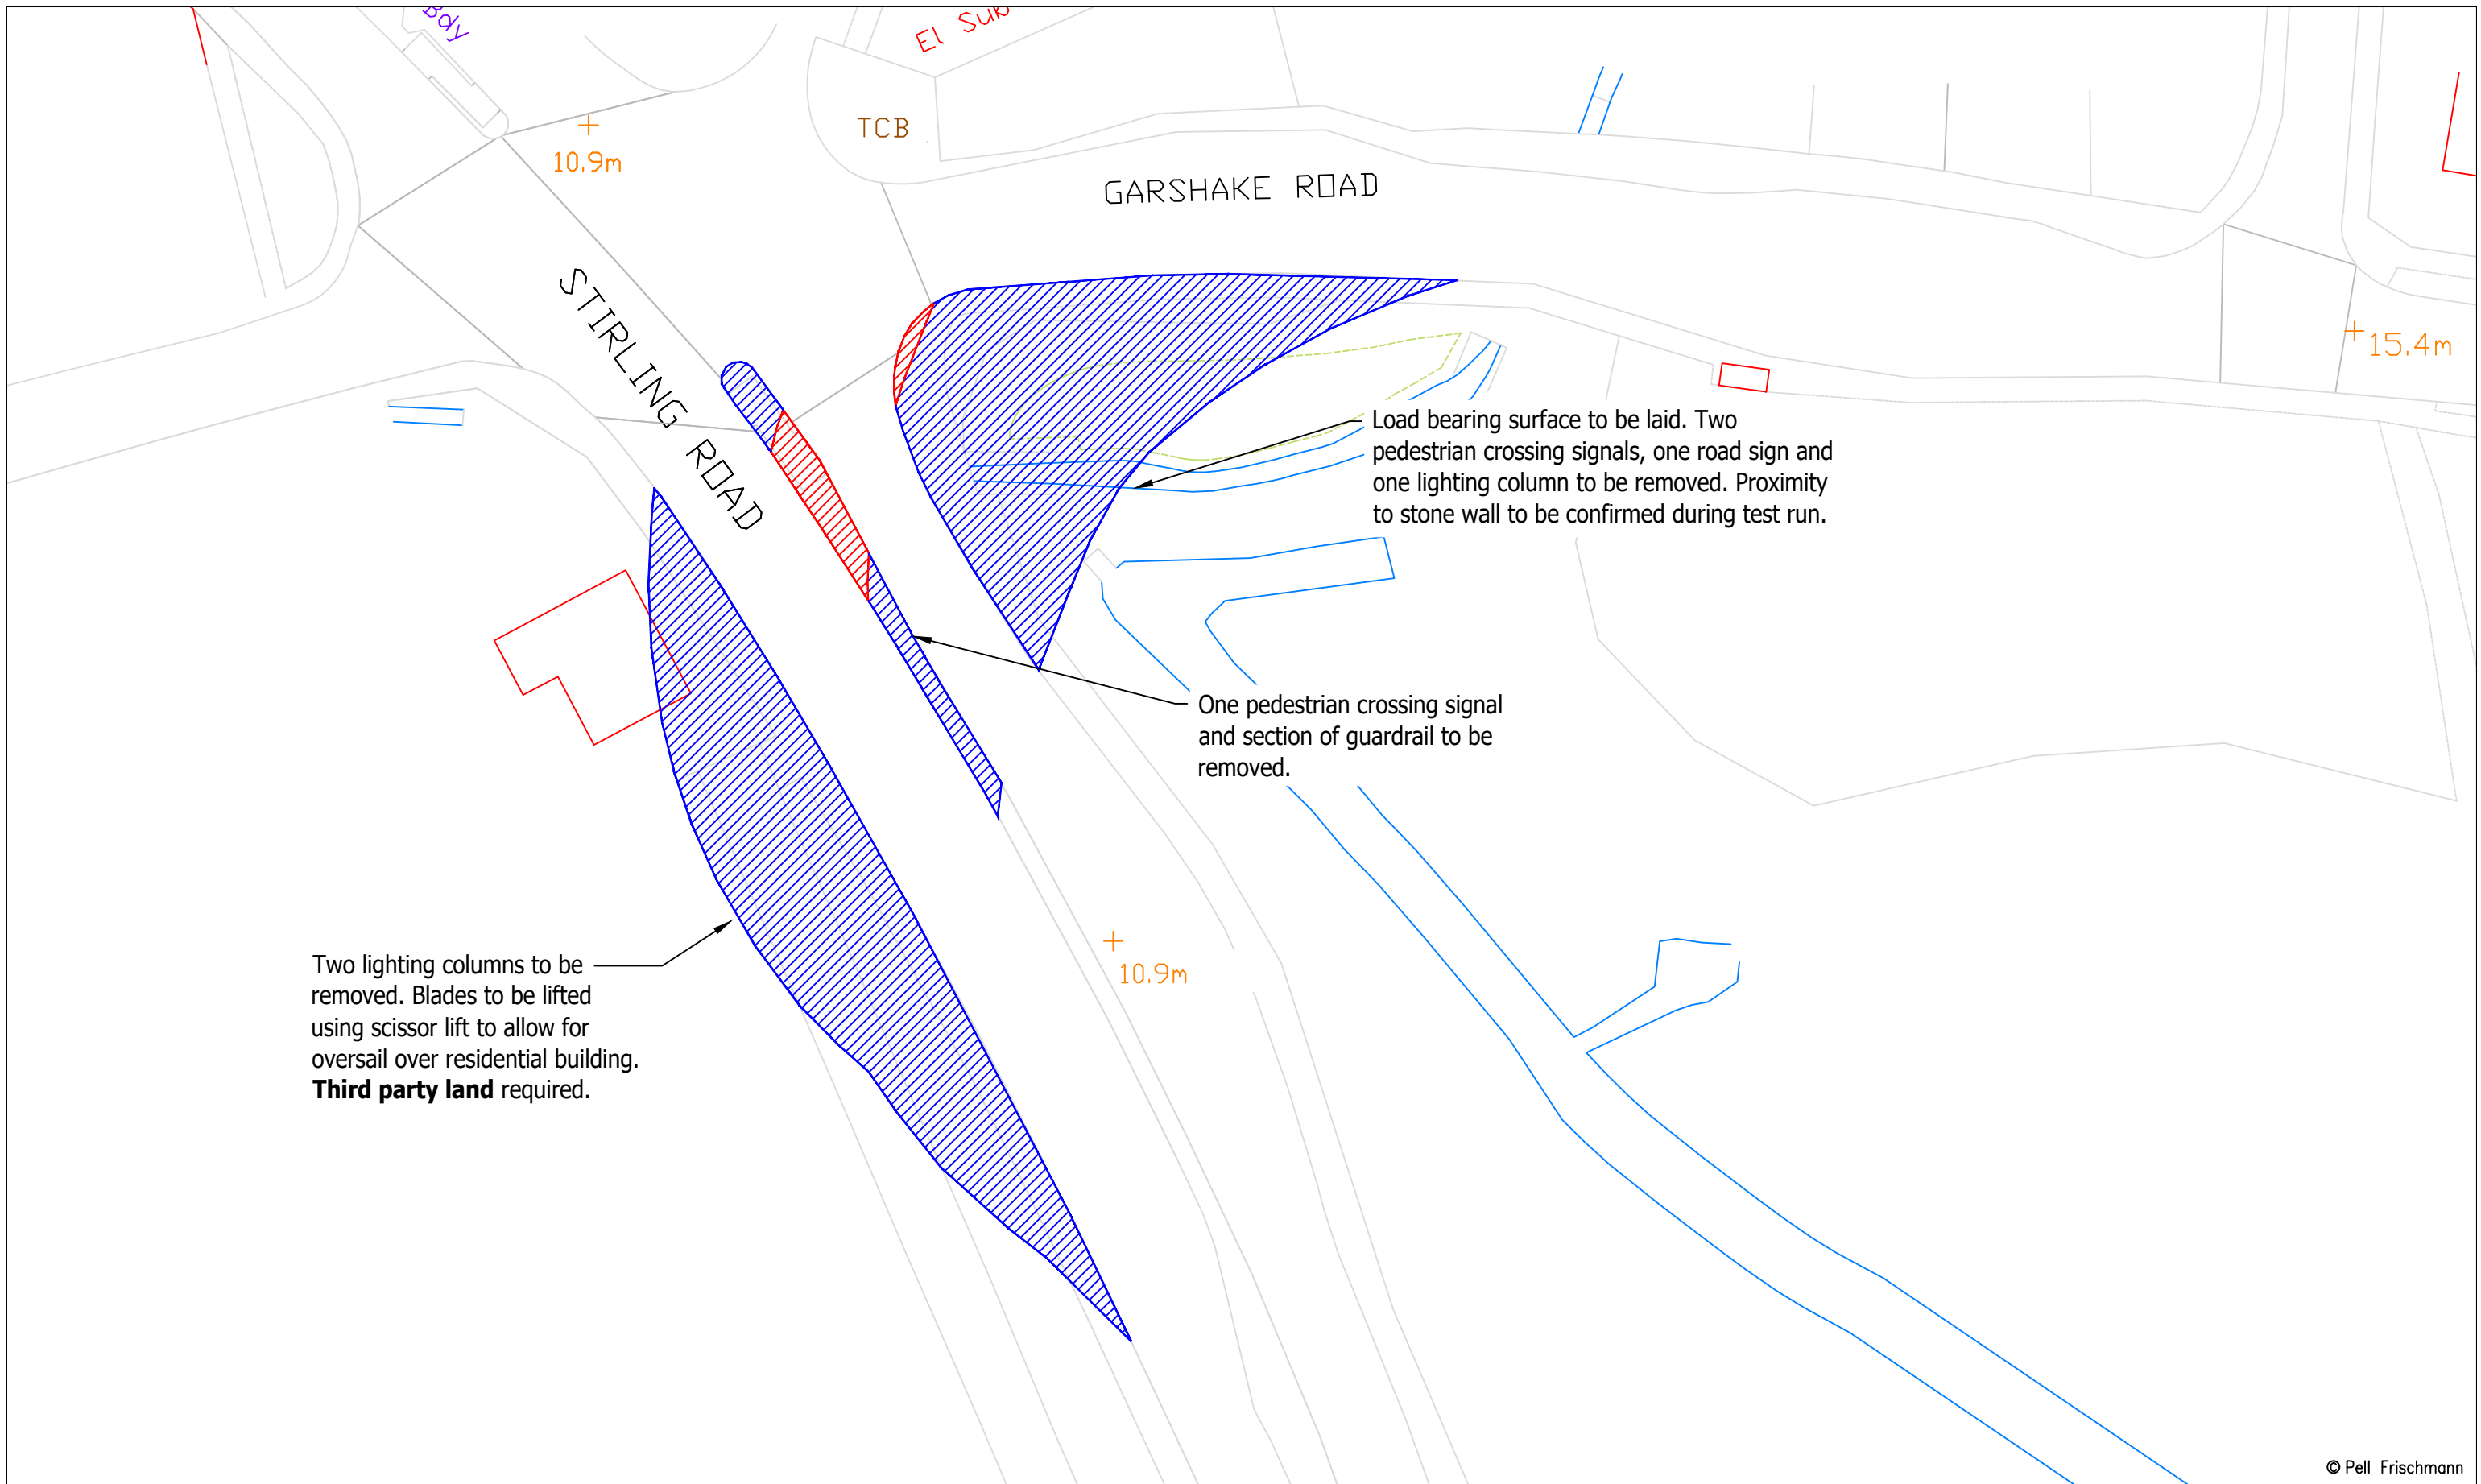 Bdy
El Sub
TCB
10.9m
GARSHAKE ROAD
STIRLING ROAD
15.4m
Load bearing surface to be laid. Two
pedestrian crossing signals, one road sign and
one lighting column to be removed. Proximity
to stone wall to be confirmed during test run.
One pedestrian crossing signal
and section of guardrail to be
removed.
Two lighting columns to be
removed. Blades to be lifted
using scissor lift to allow for
oversail over residential building.
Third party land required.
10.9m
© Pell Frischmann